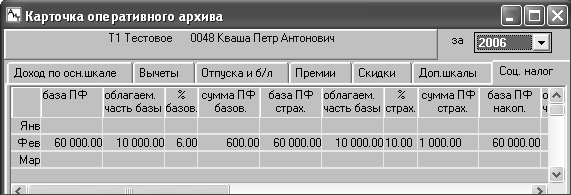 Карточка оперативного архива
Т1 Тестовое 0048 Кваша Петр Антонович за 2006
Доход по осн.шкале Вычеты Отпуска и б/л Премии Скидки Доп.шкалы Соц. налог
база ПФ облагаем. % сумма ПФ база ПФ облагаем. % сумма ПФ база ПФ
часть базы базов. базов. страх. часть базы страх. страх. накоп.
Янв
Фев 60 000.00 10 000.00 6.00 600.00 60 000.00 10 000.00 10.00 1 000.00 60 000.00
Мар